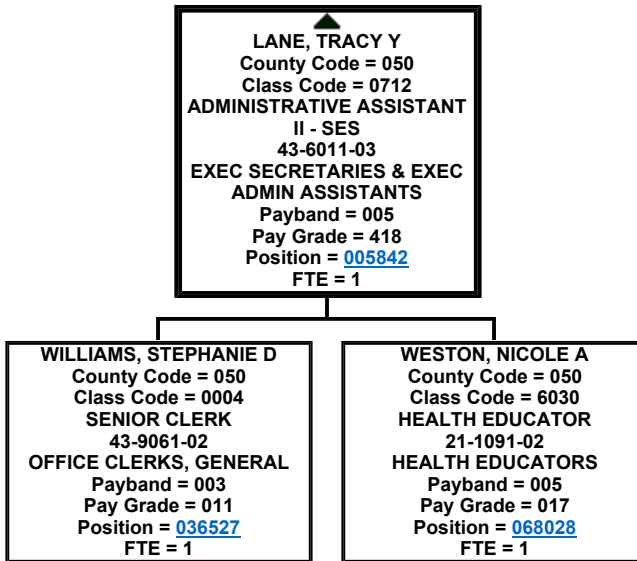 LANE, TRACY Y
County Code = 050
Class Code = 0712
ADMINISTRATIVE ASSISTANT
II - SES
43-6011-03
EXEC SECRETARIES & EXEC
ADMIN ASSISTANTS
Payband = 005
Pay Grade = 418
Position = 005842
FTE = 1
WILLIAMS, STEPHANIE D
County Code = 050
Class Code = 0004
SENIOR CLERK
43-9061-02
OFFICE CLERKS, GENERAL
Payband = 003
Pay Grade = 011
Position = 036527
FTE = 1
WESTON, NICOLE A
County Code = 050
Class Code = 6030
HEALTH EDUCATOR
21-1091-02
HEALTH EDUCATORS
Payband = 005
Pay Grade = 017
Position = 068028
FTE = 1